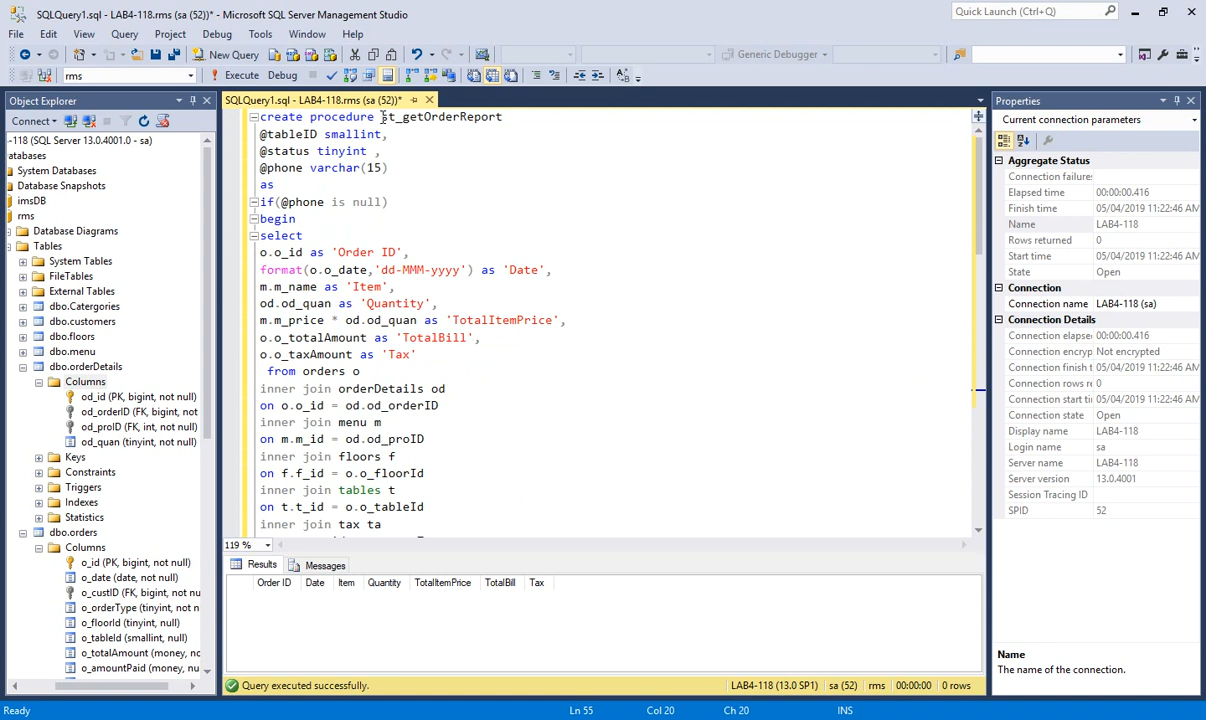 SQLQuery1.sql - LAB4-118.rms (sa (52))* - Microsoft SQL Server Management Studio
Quick Launch (Ctrl+Q)
File Edit View Query Project Debug Tools Window Help
New Query
Generic Debugger
rms
Execute Debug
Object Explorer
Connect
-118 (SQL Server 13.0.4001.0 - sa)
atabases
System Databases
Database Snapshots
imsDB
rms
Database Diagrams
Tables
System Tables
FileTables
External Tables
dbo.Catergories
dbo.customers
dbo.floors
dbo.menu
dbo.orderDetails
Columns
od_id (PK, bigint, not null)
od_orderID (FK, bigint, not
od_proID (FK, int, not null)
od_quan (tinyint, not null)
Keys
Constraints
Triggers
Indexes
Statistics
dbo.orders
Columns
o_id (PK, bigint, not null)
o_date (date, not null)
o_custID (FK, bigint, not null)
o_orderType (tinyint, not null)
o_floorId (tinyint, null)
o_tableId (smallint, null)
o_totalAmount (money, no
o_amountPaid (money, nul
SQLQuery1.sql - LAB4-118.rms (sa (52))*
create procedure st_getOrderReport
@tableID smallint,
@status tinyint ,
@phone varchar(15)
as
if(@phone is null)
begin
select
o.o_id as 'Order ID',
format(o.o_date,'dd-MMM-yyyy') as 'Date',
m.m_name as 'Item',
od.od_quan as 'Quantity',
m.m_price * od.od_quan as 'TotalItemPrice',
o.o_totalAmount as 'TotalBill',
o.o_taxAmount as 'Tax'
from orders o
inner join orderDetails od
on o.o_id = od.od_orderID
inner join menu m
on m.m_id = od.od_proID
inner join floors f
on f.f_id = o.o_floorId
inner join tables t
on t.t_id = o.o_tableId
inner join tax ta
119 %
Results Messages
Order ID Date Item Quantity TotalItemPrice TotalBill Tax
Query executed successfully.
LAB4-118 (13.0 SP1) sa (52) rms 00:00:00 0 rows
Properties
Current connection parameters
Aggregate Status
Connection failures
Elapsed time 00:00:00.416
Finish time 05/04/2019 11:22:46 AM
Name LAB4-118
Rows returned 0
Start time 05/04/2019 11:22:46 AM
State Open
Connection
Connection name LAB4-118 (sa)
Connection Details
Connection elapse 00:00:00.416
Connection encryp Not encrypted
Connection finish t 05/04/2019 11:22:46 AM
Connection rows re 0
Connection start ti 05/04/2019 11:22:46 AM
Connection state Open
Display name LAB4-118
Login name sa
Server name LAB4-118
Server version 13.0.4001
Session Tracing ID
SPID 52
Name
The name of the connection.
Ready
Ln 55 Col 20 Ch 20 INS